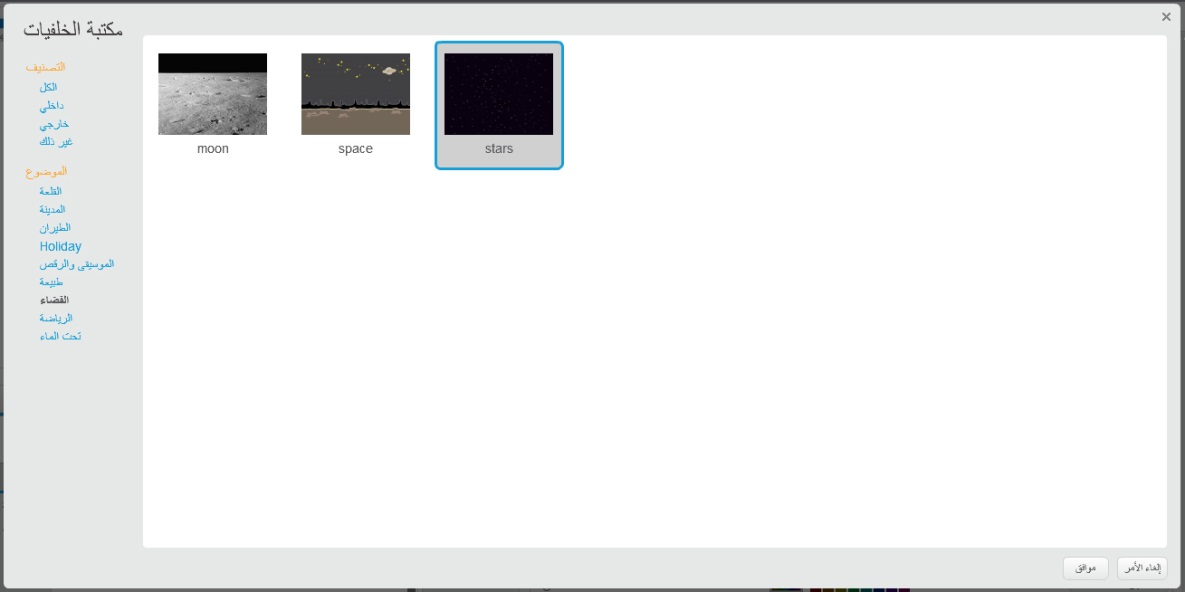 مكتبة الخلفيات
التصنيف
الكل
داخلي
خارجي
غير ذلك
الموضوع
القلعة
المدينة
الطيران
Holiday
الموسيقى والرقص
طبيعة
الفضاء
الرياضة
تحت الماء
moon
space
stars
موافق
إلغاء الأمر